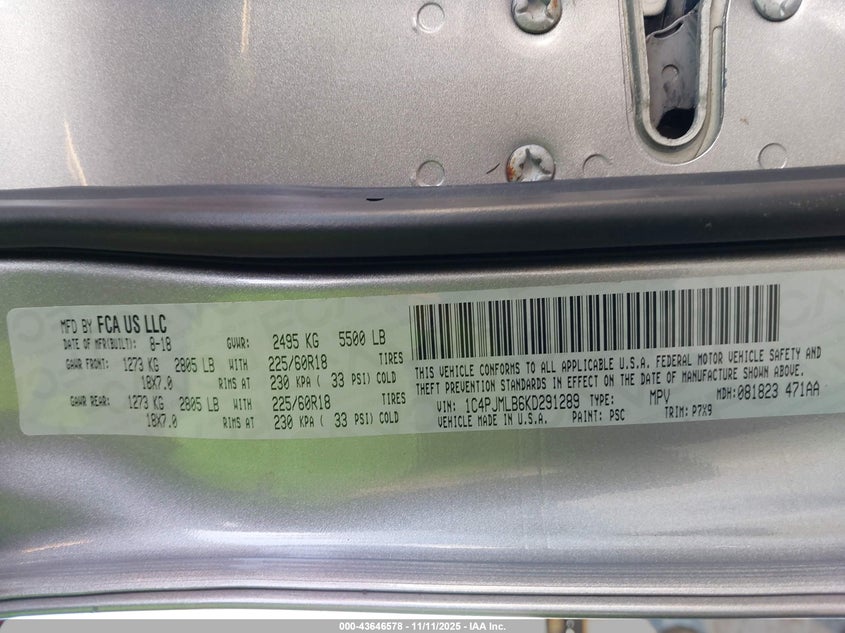 MFD BY FCA US LLC
DATE OF MFR(BUILT): 8-18 GVWR: 2495 KG 5500 LB
GAWR FRONT: 1273 KG 2805 LB WITH 225/60R18 TIRES
18X7.0 RIMS AT 230 KPA ( 33 PSI) COLD
GAWR REAR: 1273 KG 2805 LB WITH 225/60R18 TIRES
18X7.0 RIMS AT 230 KPA ( 33 PSI) COLD
THIS VEHICLE CONFORMS TO ALL APPLICABLE U.S.A. FEDERAL MOTOR VEHICLE SAFETY AND
THEFT PREVENTION STANDARDS IN EFFECT ON THE DATE OF MANUFACTURE SHOWN ABOVE.
VIN: 1C4PJMLB6KD291289 TYPE: MPV MDH: 081823 471AA
VEHICLE MADE IN U.S.A. PAINT: PSC TRIM: P7X9
000-43646578 - 11/11/2025 - IAA Inc.